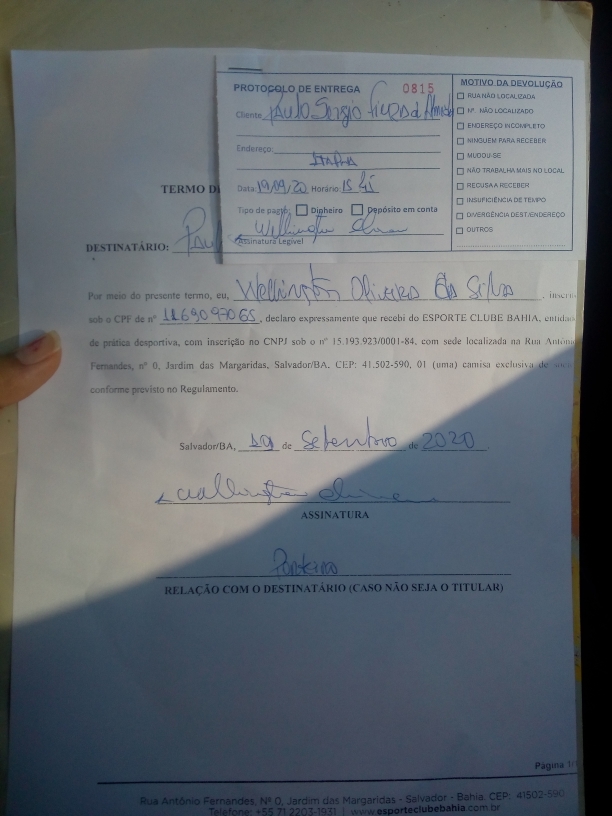 PROTOCOLO DE ENTREGA 0815
Cliente Paulo Sergio
Endereço:
Data 19/09/20 Horário
Tipo de pagto: Dinheiro Depósito em conta
Wellington
Assinatura Legível
MOTIVO DA DEVOLUÇÃO
RUA NÃO LOCALIZADA
Nº NÃO LOCALIZADO
ENDEREÇO INCOMPLETO
NINGUEM PARA RECEBER
MUDOU-SE
NÃO TRABALHA MAIS NO LOCAL
RECUSA A RECEBER
INSUFICIÊNCIA DE TEMPO
DIVERGÊNCIA DEST./ENDEREÇO
OUTROS
TERMO D
DESTINATÁRIO: Paul
Por meio do presente termo, eu, Wellington Oliveira da Silva, inscrito
sob o CPF de nº, declaro expressamente que recebi do ESPORTE CLUBE BAHIA, entidade
de prática desportiva, com inscrição no CNPJ sob o nº 15.193.923/0001-84, com sede localizada na Rua Antônio
Fernandes, nº 0, Jardim das Margaridas, Salvador/BA. CEP: 41.502-590, 01 (uma) camisa exclusiva de
conforme previsto no Regulamento.
Salvador/BA, 19 de Setembro de 2020
Wellington
ASSINATURA
Porteiro
RELAÇÃO COM O DESTINATÁRIO (CASO NÃO SEJA O TITULAR)
Página 1/1
Rua Antônio Fernandes, Nº 0, Jardim das Margaridas - Salvador - Bahia. CEP: 41502-590
Telefone: +55 71 2203-1931 | www.esporteclubebahia.com.br